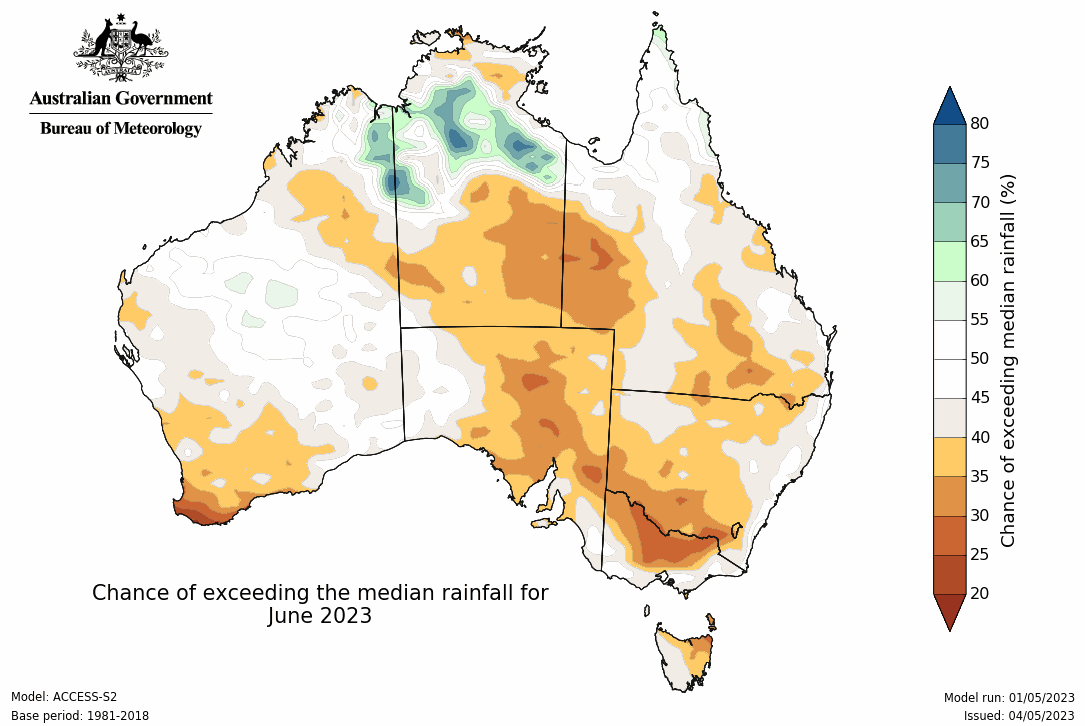 Australian Government
Bureau of Meteorology
80
75
70
65
60
55
50
45
40
35
30
25
20
Chance of exceeding median rainfall (%)
Chance of exceeding the median rainfall for
June 2023
Model: ACCESS-S2
Base period: 1981-2018
Model run: 01/05/2023
Issued: 04/05/2023